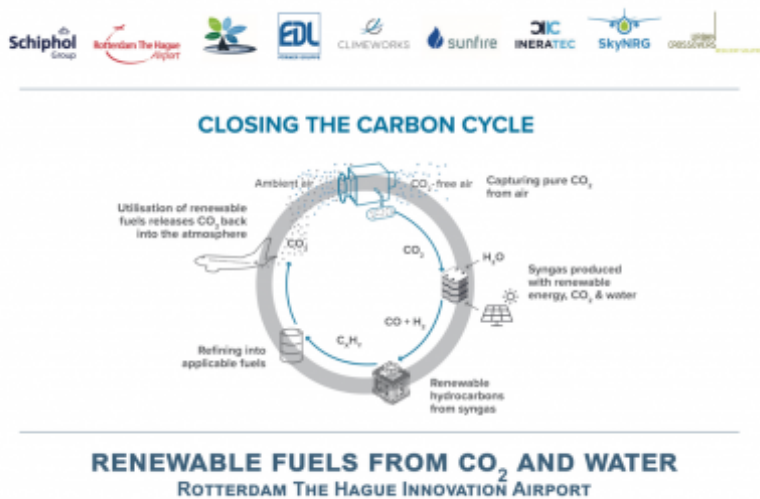 Schiphol
Group
Rotterdam The Hague
Airport
EDL
CLIMEWORKS
sunfire
INERATEC
SkyNRG
URBAN
CROSSOVERS
CLOSING THE CARBON CYCLE
Ambient air
CO₂-free air
Capturing pure CO₂
from air
Utilisation of renewable
fuels releases CO₂ back
into the atmosphere
CO₂
CO₂
H₂O
Syngas produced
with renewable
energy, CO₂ & water
CO + H₂
CₓHᵧ
Refining into
applicable fuels
Renewable
hydrocarbons
from syngas
RENEWABLE FUELS FROM CO₂ AND WATER
ROTTERDAM THE HAGUE INNOVATION AIRPORT